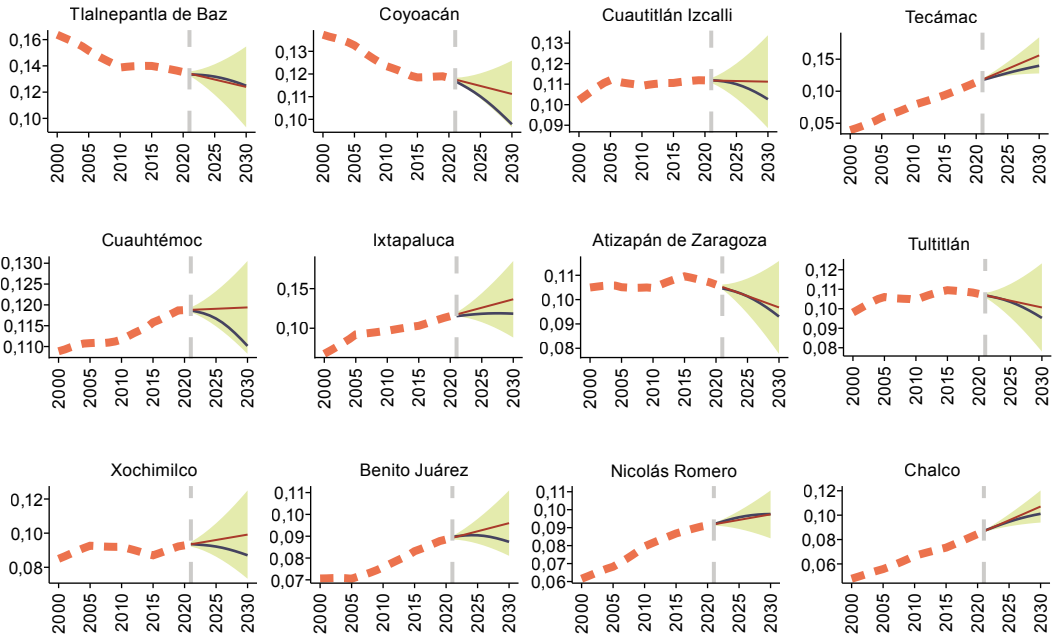 Tlalnepantla de Baz
0,16
0,14
0,12
0,10
2000 2005 2010 2015 2020 2025 2030
Coyoacán
0,13
0,12
0,11
0,10
2000 2005 2010 2015 2020 2025 2030
Cuautitlán Izcalli
0,13
0,12
0,11
0,10
0,09
2000 2005 2010 2015 2020 2025 2030
Tecámac
0,15
0,10
0,05
2000 2005 2010 2015 2020 2025 2030
Cuauhtémoc
0,130
0,125
0,120
0,115
0,110
2000 2005 2010 2015 2020 2025 2030
Ixtapaluca
0,15
0,10
2000 2005 2010 2015 2020 2025 2030
Atizapán de Zaragoza
0,11
0,10
0,09
0,08
2000 2005 2010 2015 2020 2025 2030
Tultitlán
0,12
0,11
0,10
0,09
0,08
2000 2005 2010 2015 2020 2025 2030
Xochimilco
0,12
0,10
0,08
2000 2005 2010 2015 2020 2025 2030
Benito Juárez
0,11
0,10
0,09
0,08
0,07
2000 2005 2010 2015 2020 2025 2030
Nicolás Romero
0,11
0,10
0,09
0,08
0,07
0,06
2000 2005 2010 2015 2020 2025 2030
Chalco
0,12
0,10
0,08
0,06
2000 2005 2010 2015 2020 2025 2030